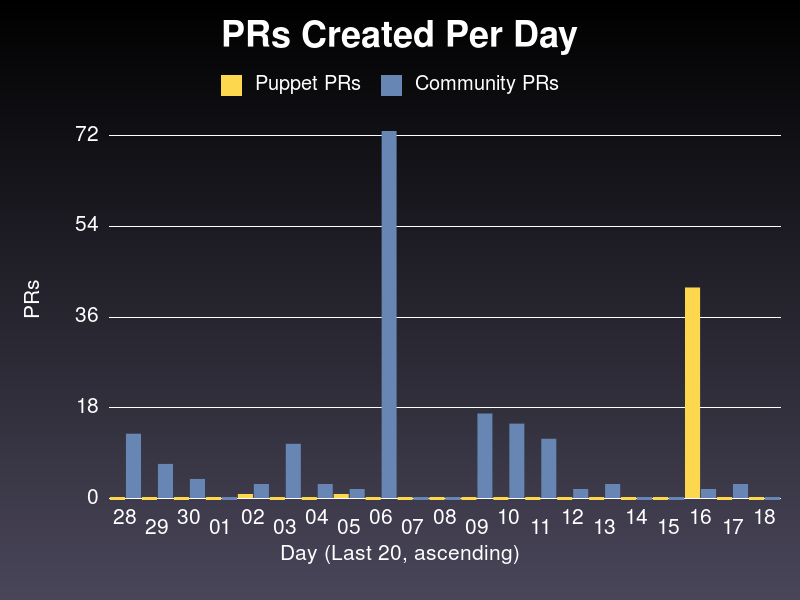 PRs Created Per Day
Puppet PRs Community PRs
72
54
36
18
0
PRs
28 29 30 01 02 03 04 05 06 07 08 09 10 11 12 13 14 15 16 17 18
Day (Last 20, ascending)